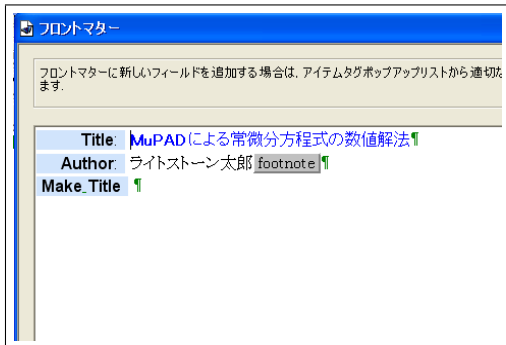 フロントマター
フロントマターに新しいフィールドを追加する場合は, アイテムタグポップアップリストから適切な
ます.
Title: MuPADによる常微分方程式の数値解法¶
Author: ライトストーン太郎 footnote ¶
Make_Title ¶